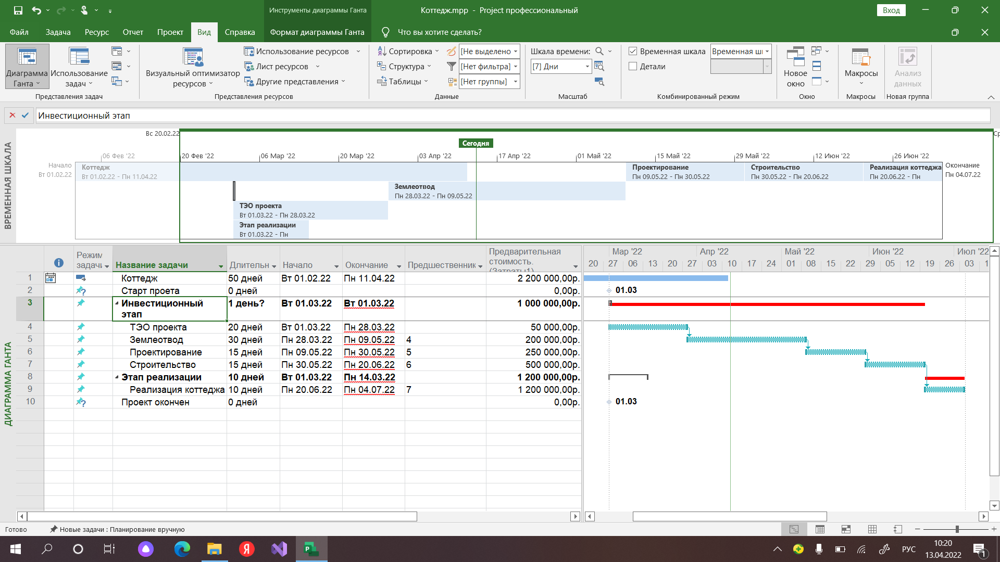 Инструменты диаграммы Ганта
Коттедж.mpp - Project профессиональный
Вход
Файл Задача Ресурс Отчет Проект Вид Справка Формат диаграммы Ганта Что вы хотите сделать?
Диаграмма Ганта
Использование задач
Представления задач
Визуальный оптимизатор ресурсов
Использование ресурсов
Лист ресурсов
Другие представления
Представления ресурсов
Сортировка
Структура
Таблицы
[Не выделено
[Нет фильтра]
[Нет группы]
Данные
Шкала времени:
[7] Дни
Масштаб
Временная шкала
Временная ш
Детали
Комбинированный режим
Новое окно
Окно
Макросы
Макросы
Анализ данных
Новая группа
Инвестиционный этап
ВРЕМЕННАЯ ШКАЛА
Вс 20.02.22
Ср
Сегодня
06 Фев '22 20 Фев '22 06 Мар '22 20 Мар '22 03 Апр '22 17 Апр '22 01 Май '22 15 Май '22 29 Май '22 12 Июн '22 26 Июн '22
Начало
Вт 01.02.22
Коттедж
Вт 01.02.22 - Пн 11.04.22
Проектирование
Пн 09.05.22 - Пн 30.05.22
Строительство
Пн 30.05.22 - Пн 20.06.22
Реализация коттеджа
Пн 20.06.22 - Пн
Окончание
Пн 04.07.22
Землеотвод
Пн 28.03.22 - Пн 09.05.22
ТЭО проекта
Вт 01.03.22 - Пн 28.03.22
Этап реализации
Вт 01.03.22 - Пн
ДИАГРАММА ГАНТА
Режим задачи Название задачи Длительн Начало Окончание Предшественник Предварительная стоимость. (Затраты1)
Мар '22 Апр '22 Май '22 Июн '22 Июл '22
20 27 06 13 20 27 03 10 17 24 01 08 15 22 29 05 12 19 26 03 1
1 Коттедж 50 дней Вт 01.02.22 Пн 11.04.22 2 200 000,00р.
2 Старт проета 0 дней 0,00р. 01.03
3 Инвестиционный этап 1 день? Вт 01.03.22 Вт 01.03.22 1 000 000,00р.
4 ТЭО проекта 20 дней Вт 01.03.22 Пн 28.03.22 50 000,00р.
5 Землеотвод 30 дней Пн 28.03.22 Пн 09.05.22 4 200 000,00р.
6 Проектирование 15 дней Пн 09.05.22 Пн 30.05.22 5 250 000,00р.
7 Строительство 15 дней Пн 30.05.22 Пн 20.06.22 6 500 000,00р.
8 Этап реализации 10 дней Вт 01.03.22 Пн 14.03.22 1 200 000,00р.
9 Реализация коттеджа 10 дней Пн 20.06.22 Пн 04.07.22 7 1 200 000,00р.
10 Проект окончен 0 дней 0,00р. 01.03
Готово Новые задачи : Планирование вручную
РУС
10:20
13.04.2022
1